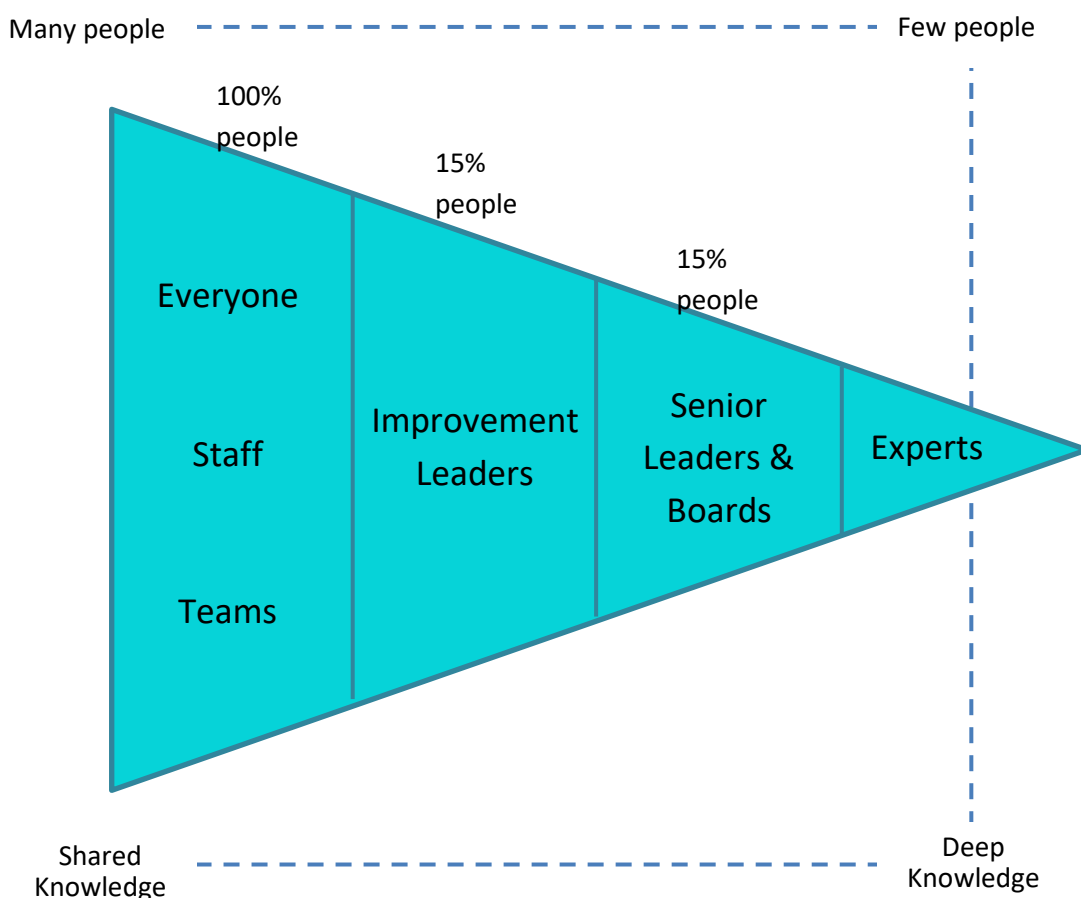 Many people
Few people
100%
people
15%
people
15%
people
Everyone
Staff
Teams
Improvement
Leaders
Senior
Leaders &
Boards
Experts
Shared
Knowledge
Deep
Knowledge